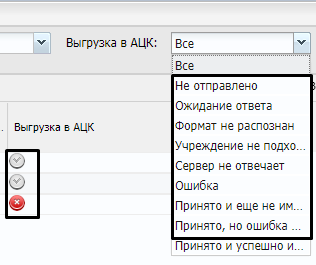 Выгрузка в АЦК: Все
Все
Не отправлено
Ожидание ответа
Формат не распознан
Выгрузка в АЦК
Учреждение не подхо...
Сервер не отвечает
Ошибка
Принято и еще не им...
Принято, но ошибка ...
Принято и успешно и...